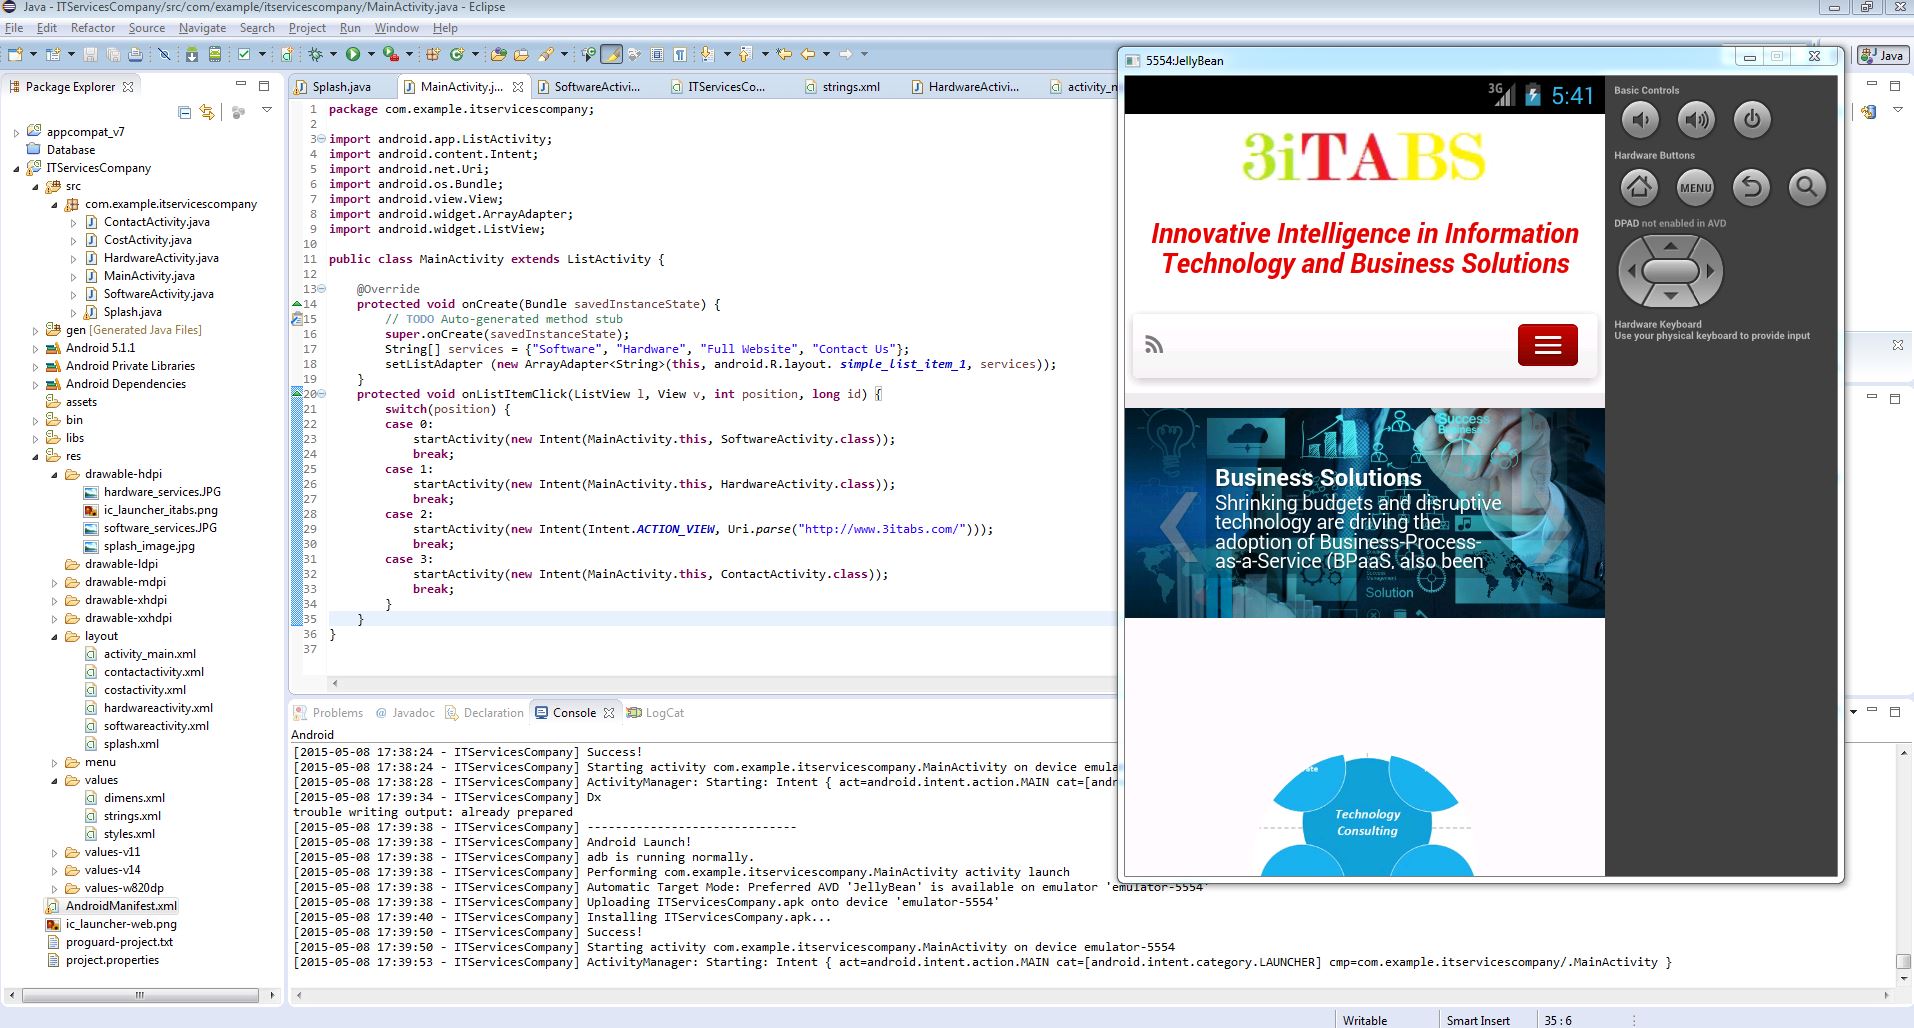 Java - ITServicesCompany/src/com/example/itservicescompany/MainActivity.java - Eclipse
File Edit Refactor Source Navigate Search Project Run Window Help
Java
Package Explorer
appcompat_v7
Database
ITServicesCompany
src
com.example.itservicescompany
ContactActivity.java
CostActivity.java
HardwareActivity.java
MainActivity.java
SoftwareActivity.java
Splash.java
gen [Generated Java Files]
Android 5.1.1
Android Private Libraries
Android Dependencies
assets
bin
libs
res
drawable-hdpi
hardware_services.JPG
ic_launcher_itabs.png
software_services.JPG
splash_image.jpg
drawable-ldpi
drawable-mdpi
drawable-xhdpi
drawable-xxhdpi
layout
activity_main.xml
contactactivity.xml
costactivity.xml
hardwareactivity.xml
softwareactivity.xml
splash.xml
menu
values
dimens.xml
strings.xml
styles.xml
values-v11
values-v14
values-w820dp
AndroidManifest.xml
ic_launcher-web.png
proguard-project.txt
project.properties
Splash.java MainActivity.j... SoftwareActivi... ITServicesCo... strings.xml HardwareActivi... activity_n
1 package com.example.itservicescompany;
2
3 import android.app.ListActivity;
4 import android.content.Intent;
5 import android.net.Uri;
6 import android.os.Bundle;
7 import android.view.View;
8 import android.widget.ArrayAdapter;
9 import android.widget.ListView;
10
11 public class MainActivity extends ListActivity {
12
13 @Override
14 protected void onCreate(Bundle savedInstanceState) {
15 // TODO Auto-generated method stub
16 super.onCreate(savedInstanceState);
17 String[] services = {"Software", "Hardware", "Full Website", "Contact Us"};
18 setListAdapter (new ArrayAdapter<String>(this, android.R.layout. simple_list_item_1, services));
19 }
20 protected void onListItemClick(ListView l, View v, int position, long id) {
21 switch(position) {
22 case 0:
23 startActivity(new Intent(MainActivity.this, SoftwareActivity.class));
24 break;
25 case 1:
26 startActivity(new Intent(MainActivity.this, HardwareActivity.class));
27 break;
28 case 2:
29 startActivity(new Intent(Intent.ACTION_VIEW, Uri.parse("http://www.3itabs.com/")));
30 break;
31 case 3:
32 startActivity(new Intent(MainActivity.this, ContactActivity.class));
33 break;
34 }
35 }
36 }
37
Problems @ Javadoc Declaration Console LogCat
Android
[2015-05-08 17:38:24 - ITServicesCompany] Success!
[2015-05-08 17:38:24 - ITServicesCompany] Starting activity com.example.itservicescompany.MainActivity on device emula
[2015-05-08 17:38:28 - ITServicesCompany] ActivityManager: Starting: Intent { act=android.intent.action.MAIN cat=[andr
[2015-05-08 17:39:34 - ITServicesCompany] Dx
trouble writing output: already prepared
[2015-05-08 17:39:38 - ITServicesCompany] ------------------------------
[2015-05-08 17:39:38 - ITServicesCompany] Android Launch!
[2015-05-08 17:39:38 - ITServicesCompany] adb is running normally.
[2015-05-08 17:39:38 - ITServicesCompany] Performing com.example.itservicescompany.MainActivity activity launch
[2015-05-08 17:39:38 - ITServicesCompany] Automatic Target Mode: Preferred AVD 'JellyBean' is available on emulator 'emulator-5554'
[2015-05-08 17:39:38 - ITServicesCompany] Uploading ITServicesCompany.apk onto device 'emulator-5554'
[2015-05-08 17:39:40 - ITServicesCompany] Installing ITServicesCompany.apk...
[2015-05-08 17:39:50 - ITServicesCompany] Success!
[2015-05-08 17:39:50 - ITServicesCompany] Starting activity com.example.itservicescompany.MainActivity on device emulator-5554
[2015-05-08 17:39:53 - ITServicesCompany] ActivityManager: Starting: Intent { act=android.intent.action.MAIN cat=[android.intent.category.LAUNCHER] cmp=com.example.itservicescompany/.MainActivity }
Writable Smart Insert 35 : 6
5554:JellyBean
3G 5:41
3iTABS
Innovative Intelligence in Information
Technology and Business Solutions
Success
Business
Business Solutions
Shrinking budgets and disruptive
technology are driving the
adoption of Business-Process-
as-a-Service (BPaaS, also been
Solution
Technology
Consulting
Basic Controls
Hardware Buttons
MENU
DPAD not enabled in AVD
Hardware Keyboard
Use your physical keyboard to provide input